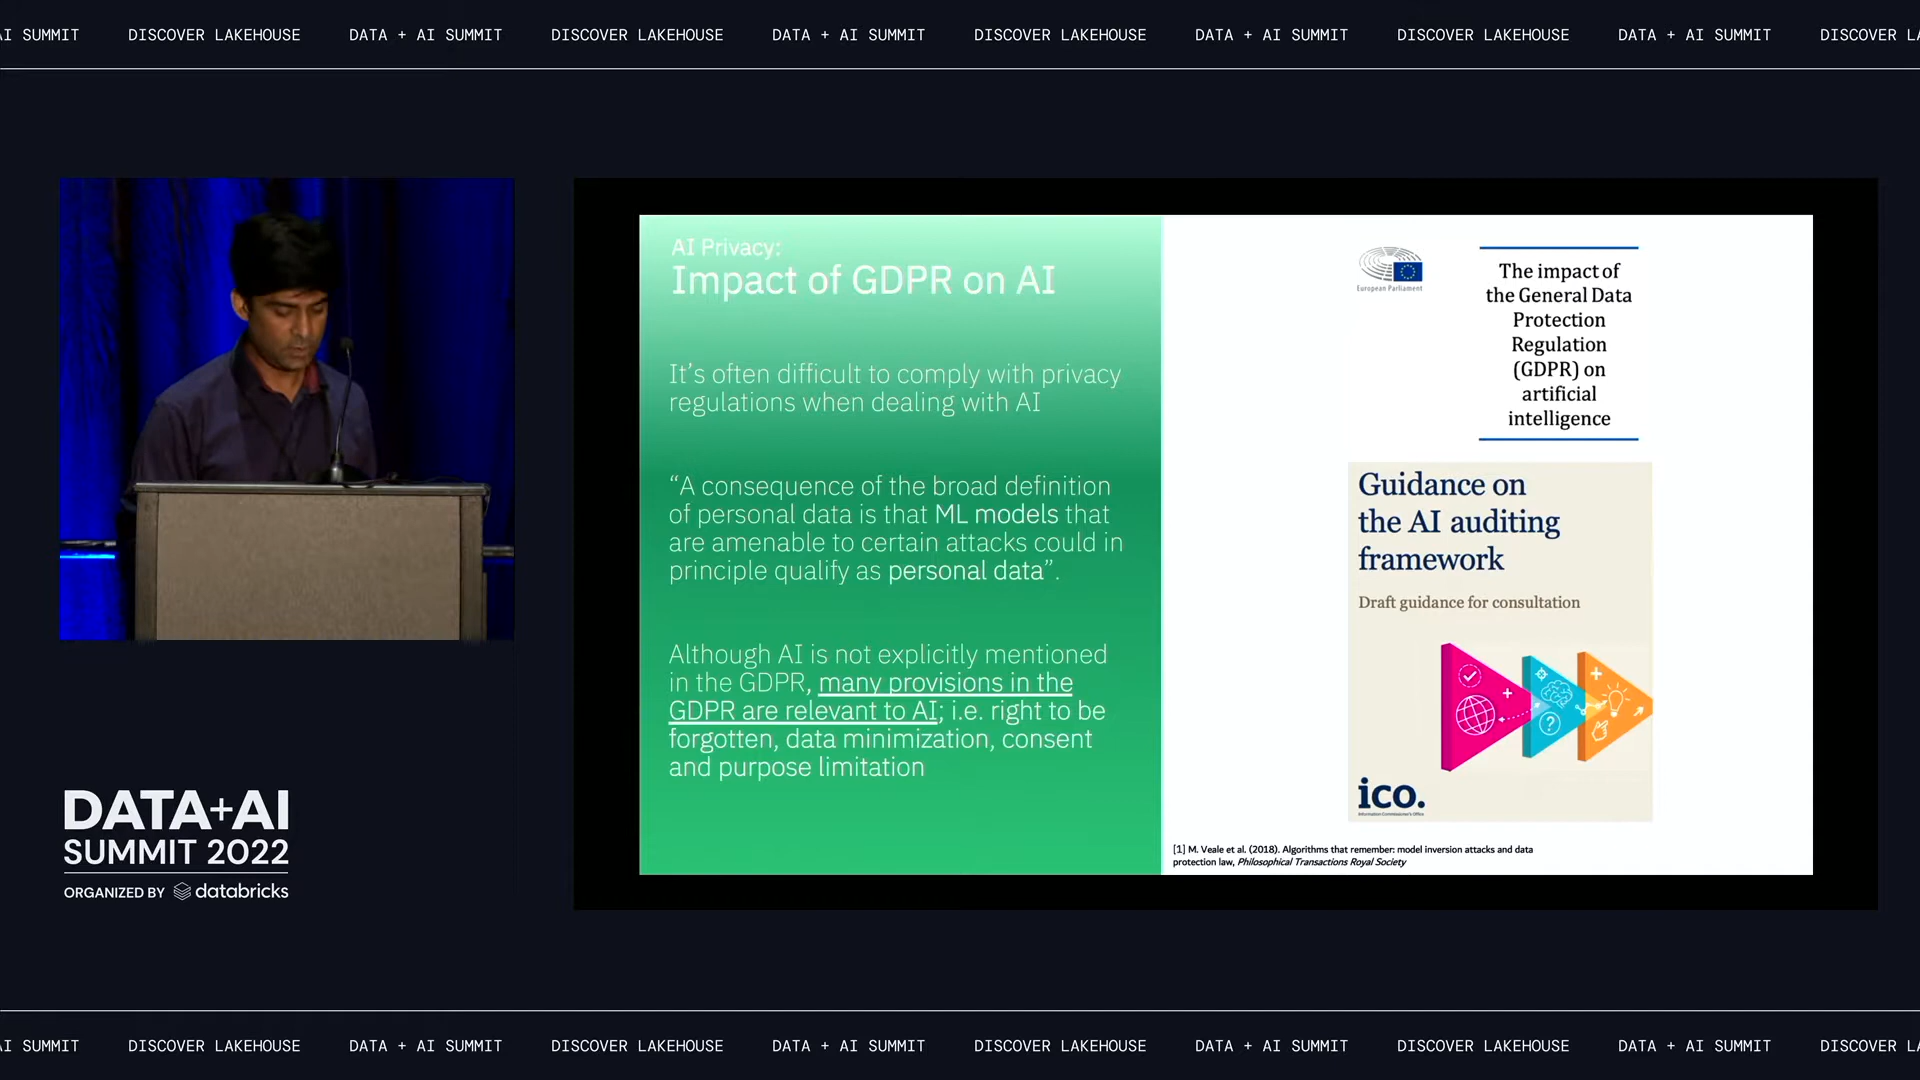 AI SUMMIT DISCOVER LAKEHOUSE DATA + AI SUMMIT DISCOVER LAKEHOUSE DATA + AI SUMMIT DISCOVER LAKEHOUSE DATA + AI SUMMIT DISCOVER LAKEHOUSE DATA + AI SUMMIT DISCOVER LA
AI Privacy:
Impact of GDPR on AI
It’s often difficult to comply with privacy
regulations when dealing with AI
“A consequence of the broad definition
of personal data is that ML models that
are amenable to certain attacks could in
principle qualify as personal data”.
Although AI is not explicitly mentioned
in the GDPR, many provisions in the
GDPR are relevant to AI; i.e. right to be
forgotten, data minimization, consent
and purpose limitation
European Parliament
The impact of
the General Data
Protection
Regulation
(GDPR) on
artificial
intelligence
Guidance on
the AI auditing
framework
Draft guidance for consultation
ico.
Information Commissioner's Office
[1] M. Veale et al. (2018). Algorithms that remember: model inversion attacks and data
protection law, Philosophical Transactions Royal Society
DATA+AI
SUMMIT 2022
ORGANIZED BY databricks
AI SUMMIT DISCOVER LAKEHOUSE DATA + AI SUMMIT DISCOVER LAKEHOUSE DATA + AI SUMMIT DISCOVER LAKEHOUSE DATA + AI SUMMIT DISCOVER LAKEHOUSE DATA + AI SUMMIT DISCOVER LA